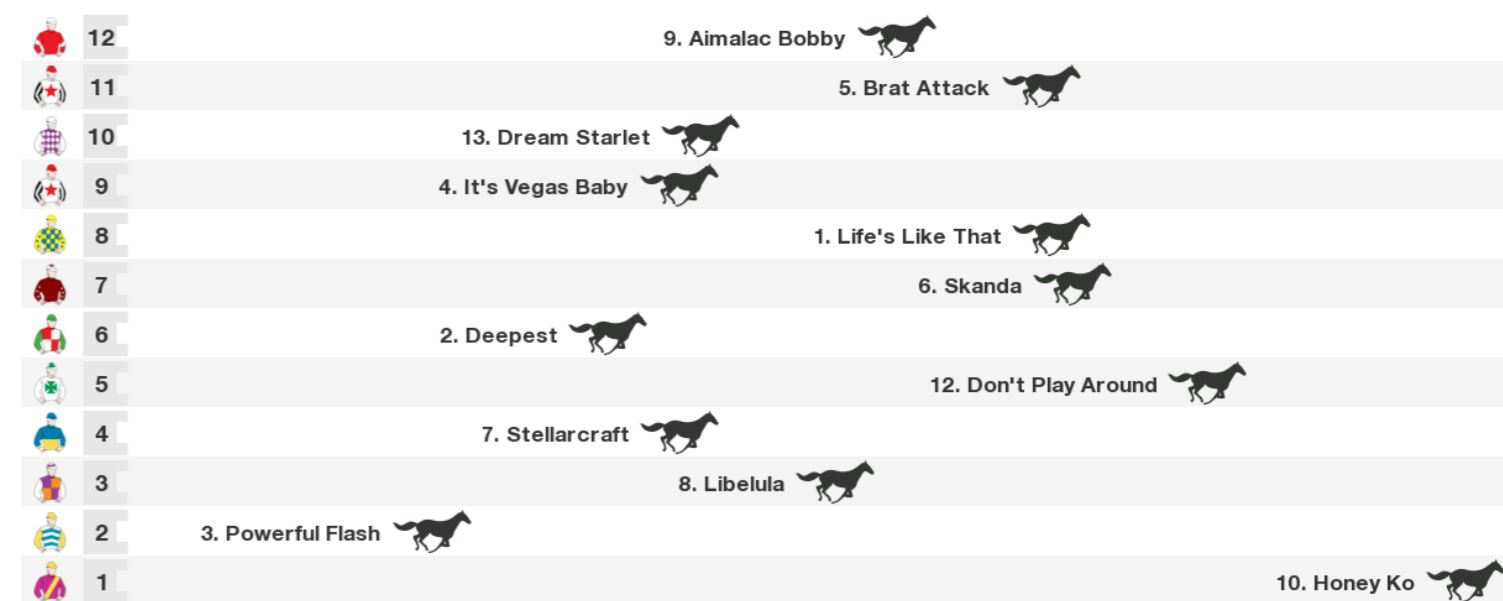 12 9. Aimalac Bobby
11 5. Brat Attack
10 13. Dream Starlet
9 4. It's Vegas Baby
8 1. Life's Like That
7 6. Skanda
6 2. Deepest
5 12. Don't Play Around
4 7. Stellarcraft
3 8. Libelula
2 3. Powerful Flash
1 10. Honey Ko